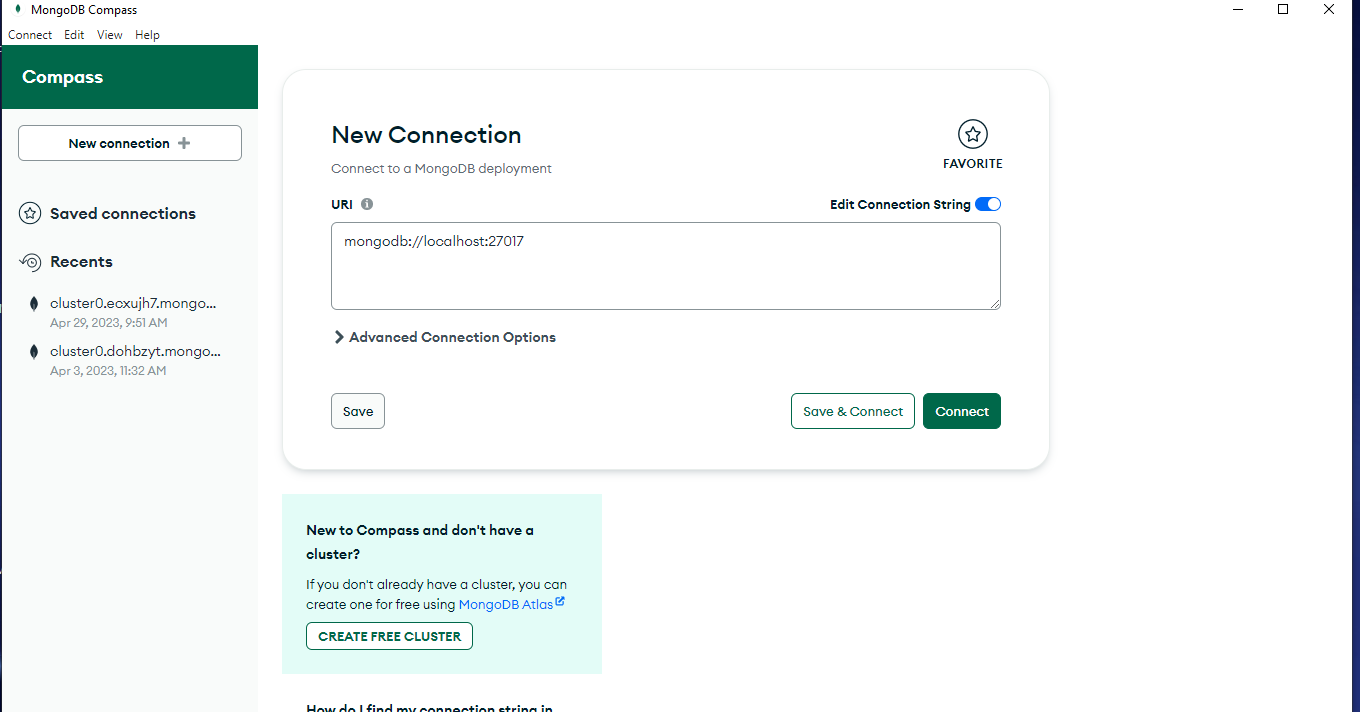 MongoDB Compass
Connect Edit View Help
Compass
New connection
Saved connections
Recents
cluster0.ecxujh7.mongo...
Apr 29, 2023, 9:51 AM
cluster0.dohbzyt.mongo...
Apr 3, 2023, 11:32 AM
New Connection
Connect to a MongoDB deployment
FAVORITE
URI
Edit Connection String
mongodb://localhost:27017
Advanced Connection Options
Save
Save & Connect
Connect
New to Compass and don't have a
cluster?
If you don't already have a cluster, you can
create one for free using MongoDB Atlas
CREATE FREE CLUSTER
How do I find my connection string in